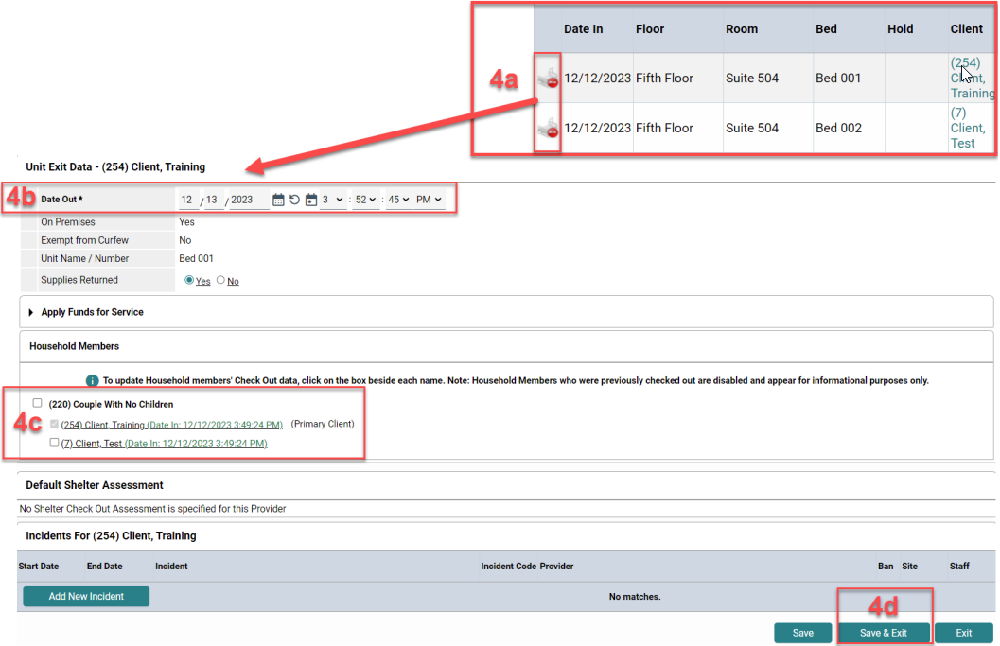 Date In Floor Room Bed Hold Client
4a
12/12/2023 Fifth Floor Suite 504 Bed 001 (254) Client, Training
12/12/2023 Fifth Floor Suite 504 Bed 002 (7) Client, Test
Unit Exit Data - (254) Client, Training
4b Date Out * 12 / 13 / 2023 3 : 52 : 45 PM
On Premises Yes
Exempt from Curfew No
Unit Name / Number Bed 001
Supplies Returned Yes No
Apply Funds for Service
Household Members
To update Household members' Check Out data, click on the box beside each name. Note: Household Members who were previously checked out are disabled and appear for informational purposes only.
(220) Couple With No Children
4c
(254) Client, Training (Date In: 12/12/2023 3:49:24 PM) (Primary Client)
(7) Client, Test (Date In: 12/12/2023 3:49:24 PM)
Default Shelter Assessment
No Shelter Check Out Assessment is specified for this Provider
Incidents For (254) Client, Training
Start Date End Date Incident Incident Code Provider Ban Site Staff
Add New Incident No matches.
4d
Save Save & Exit Exit